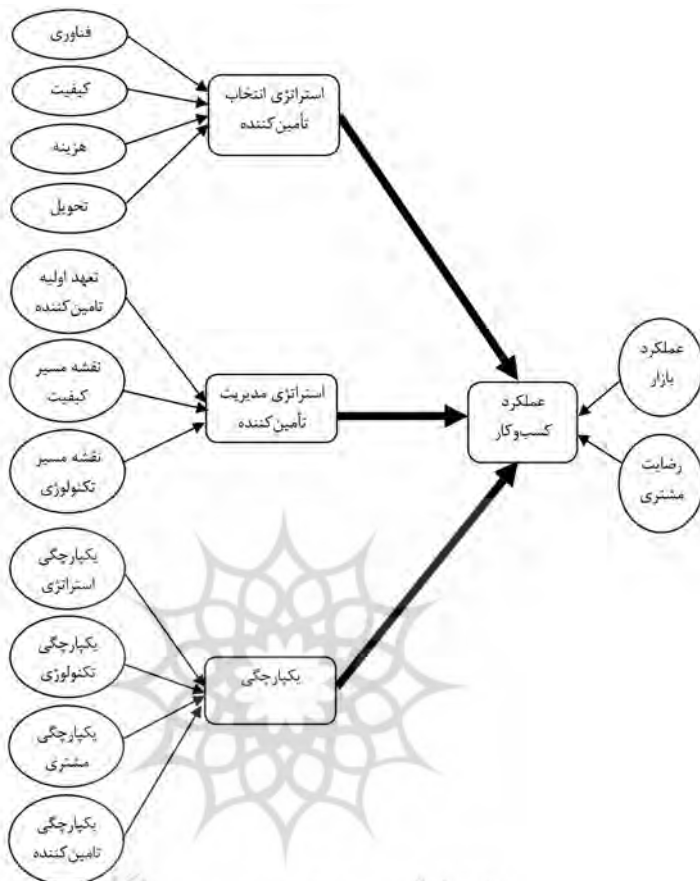 فناوری
کیفیت
هزینه
تحویل
استراتژی انتخاب
تأمین‌کننده
تعهد اولیه
تامین‌کننده
نقشه مسیر
کیفیت
نقشه مسیر
تکنولوژی
استراتژی مدیریت
تأمین‌کننده
یکپارچگی
استراتژی
یکپارچگی
تکنولوژی
یکپارچگی
مشتری
یکپارچگی
تامین‌کننده
یکپارچگی
عملکرد
کسب‌وکار
عملکرد
بازار
رضایت
مشتری